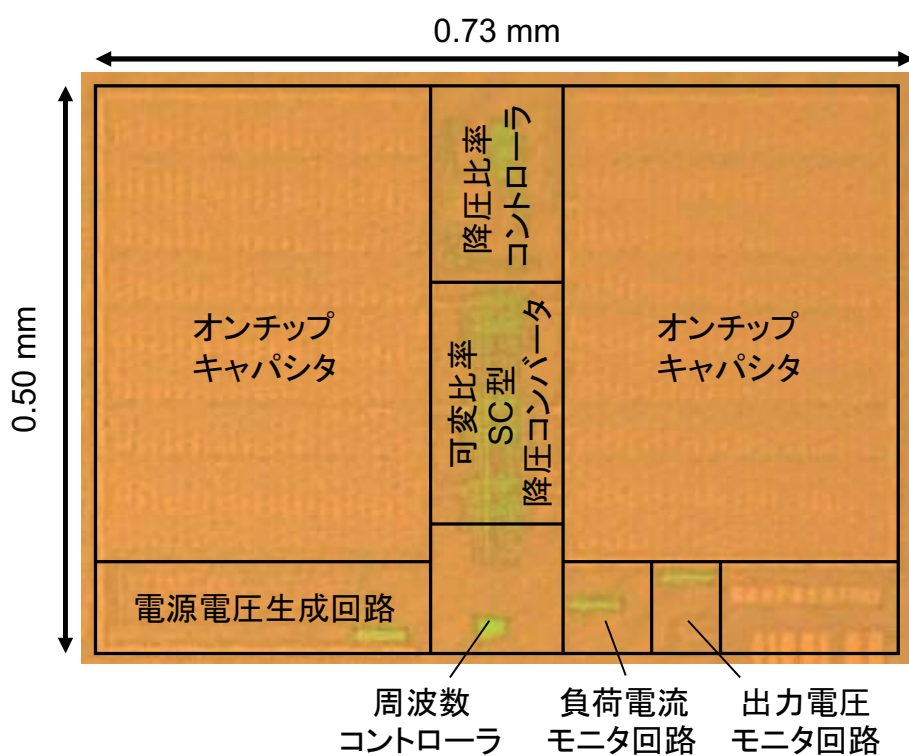 0.73 mm
0.50 mm
オンチップ
キャパシタ
降圧比率
コントローラ
可変比率
SC型
降圧コンバータ
オンチップ
キャパシタ
電源電圧生成回路
周波数
コントローラ
負荷電流
モニタ回路
出力電圧
モニタ回路